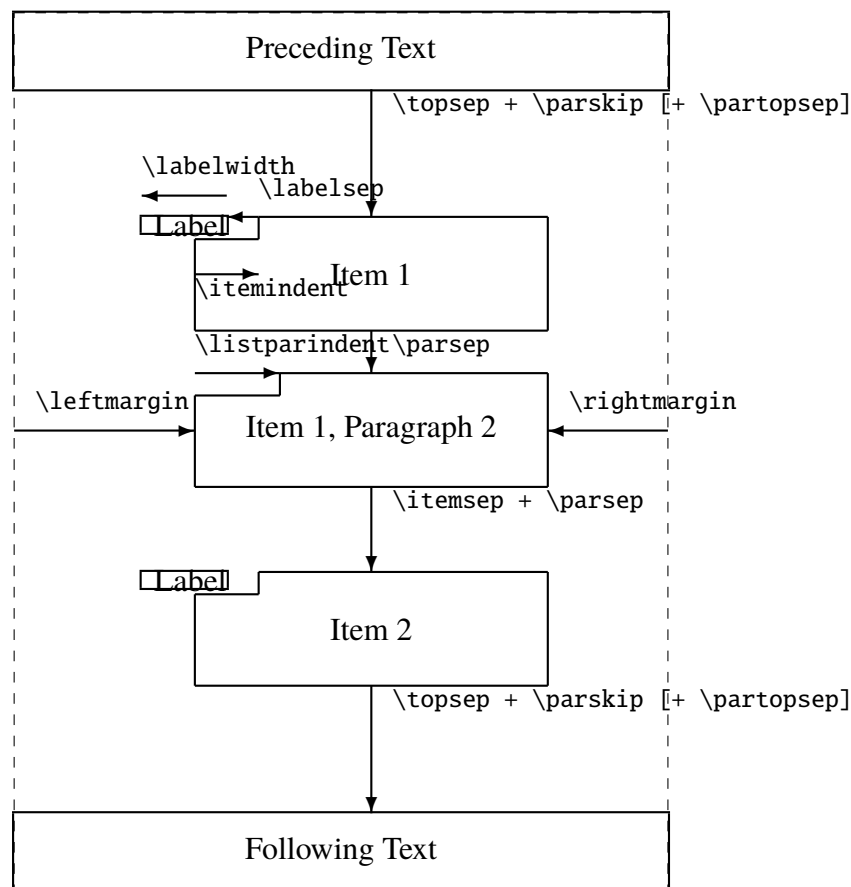 Preceding Text
\topsep + \parskip [+ \partopsep]
\labelwidth
\labelsep
Label
Item 1
\itemindent
\listparindent \parsep
\leftmargin
\rightmargin
Item 1, Paragraph 2
\itemsep + \parsep
Label
Item 2
\topsep + \parskip [+ \partopsep]
Following Text